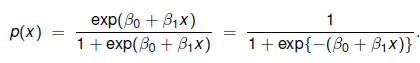 p(x) = exp(β₀ + β₁x) / 1 + exp(β₀ + β₁x) = 1 / 1 + exp{−(β₀ + β₁x)}.